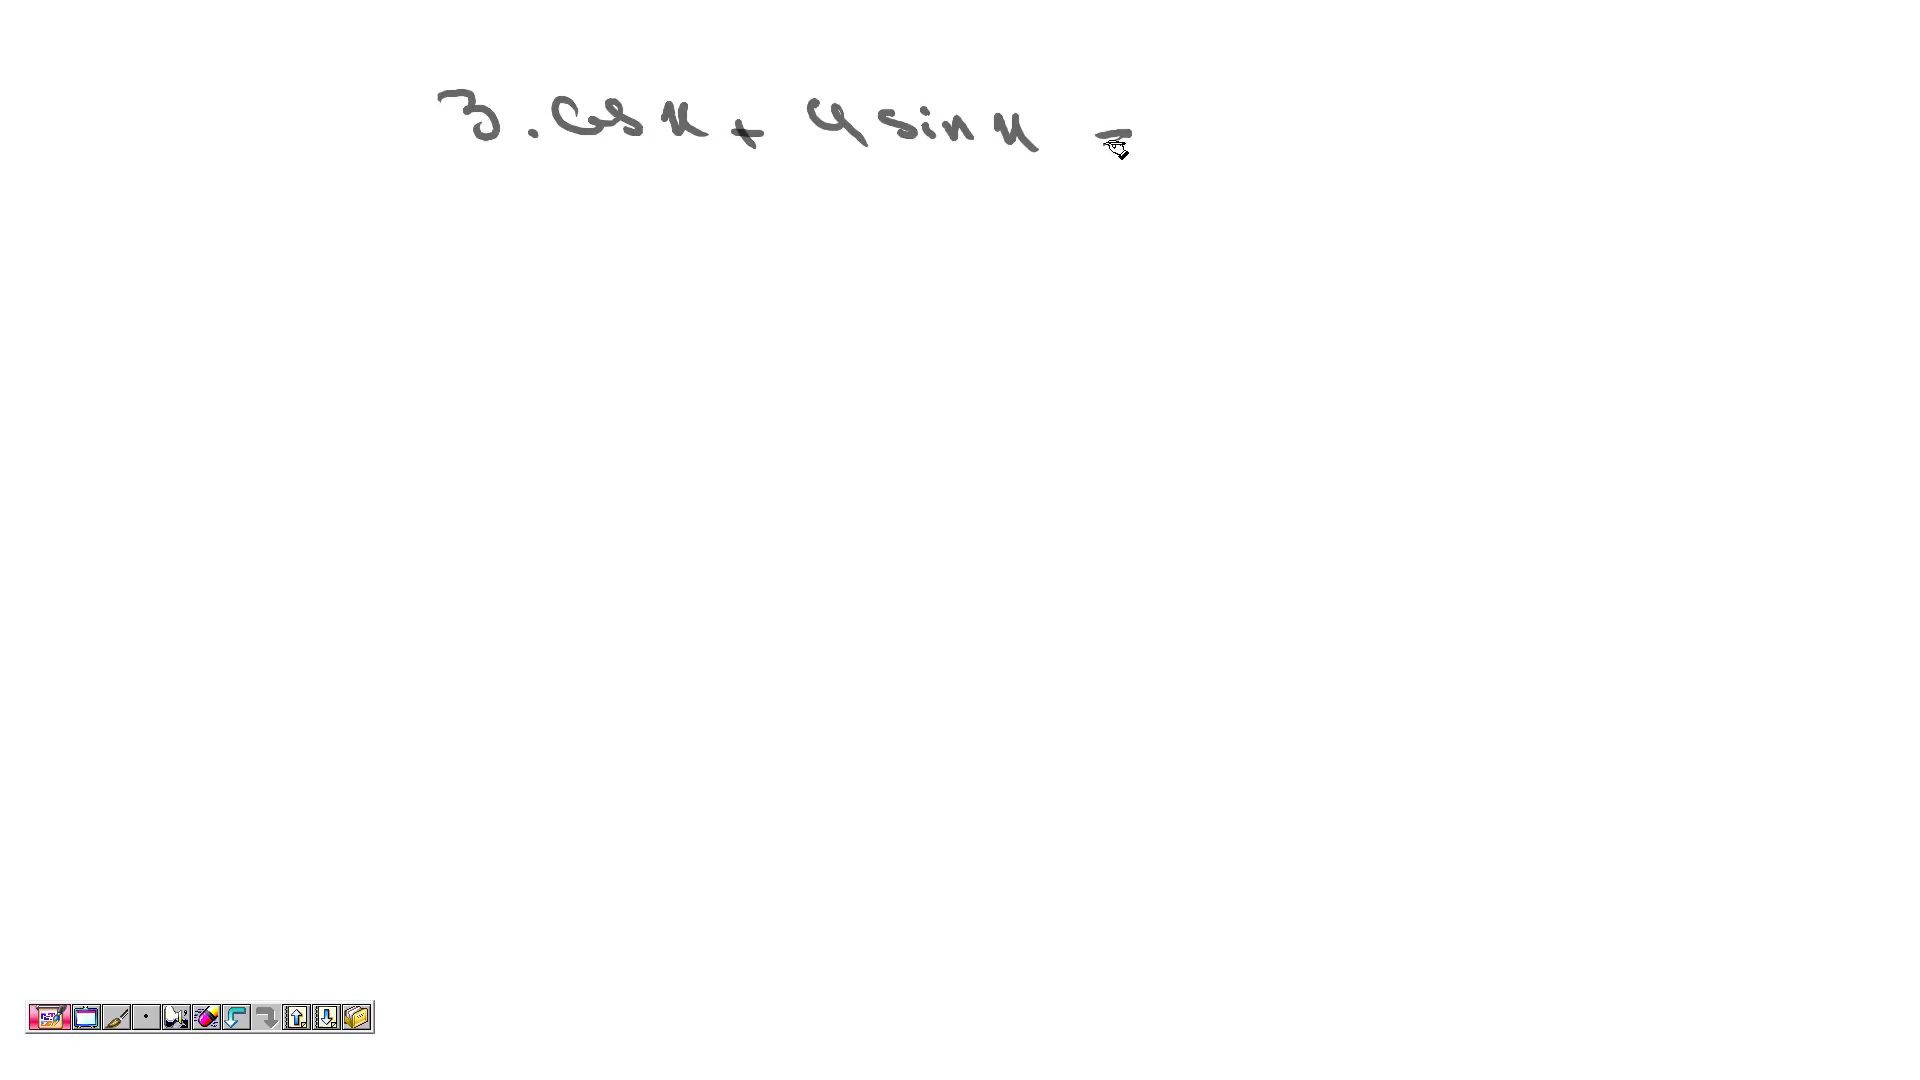 3. cos x + 4 sin x =